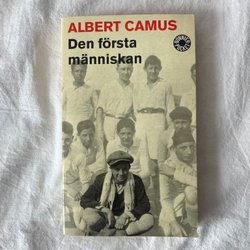 ALBERT CAMUS
Den första
människan